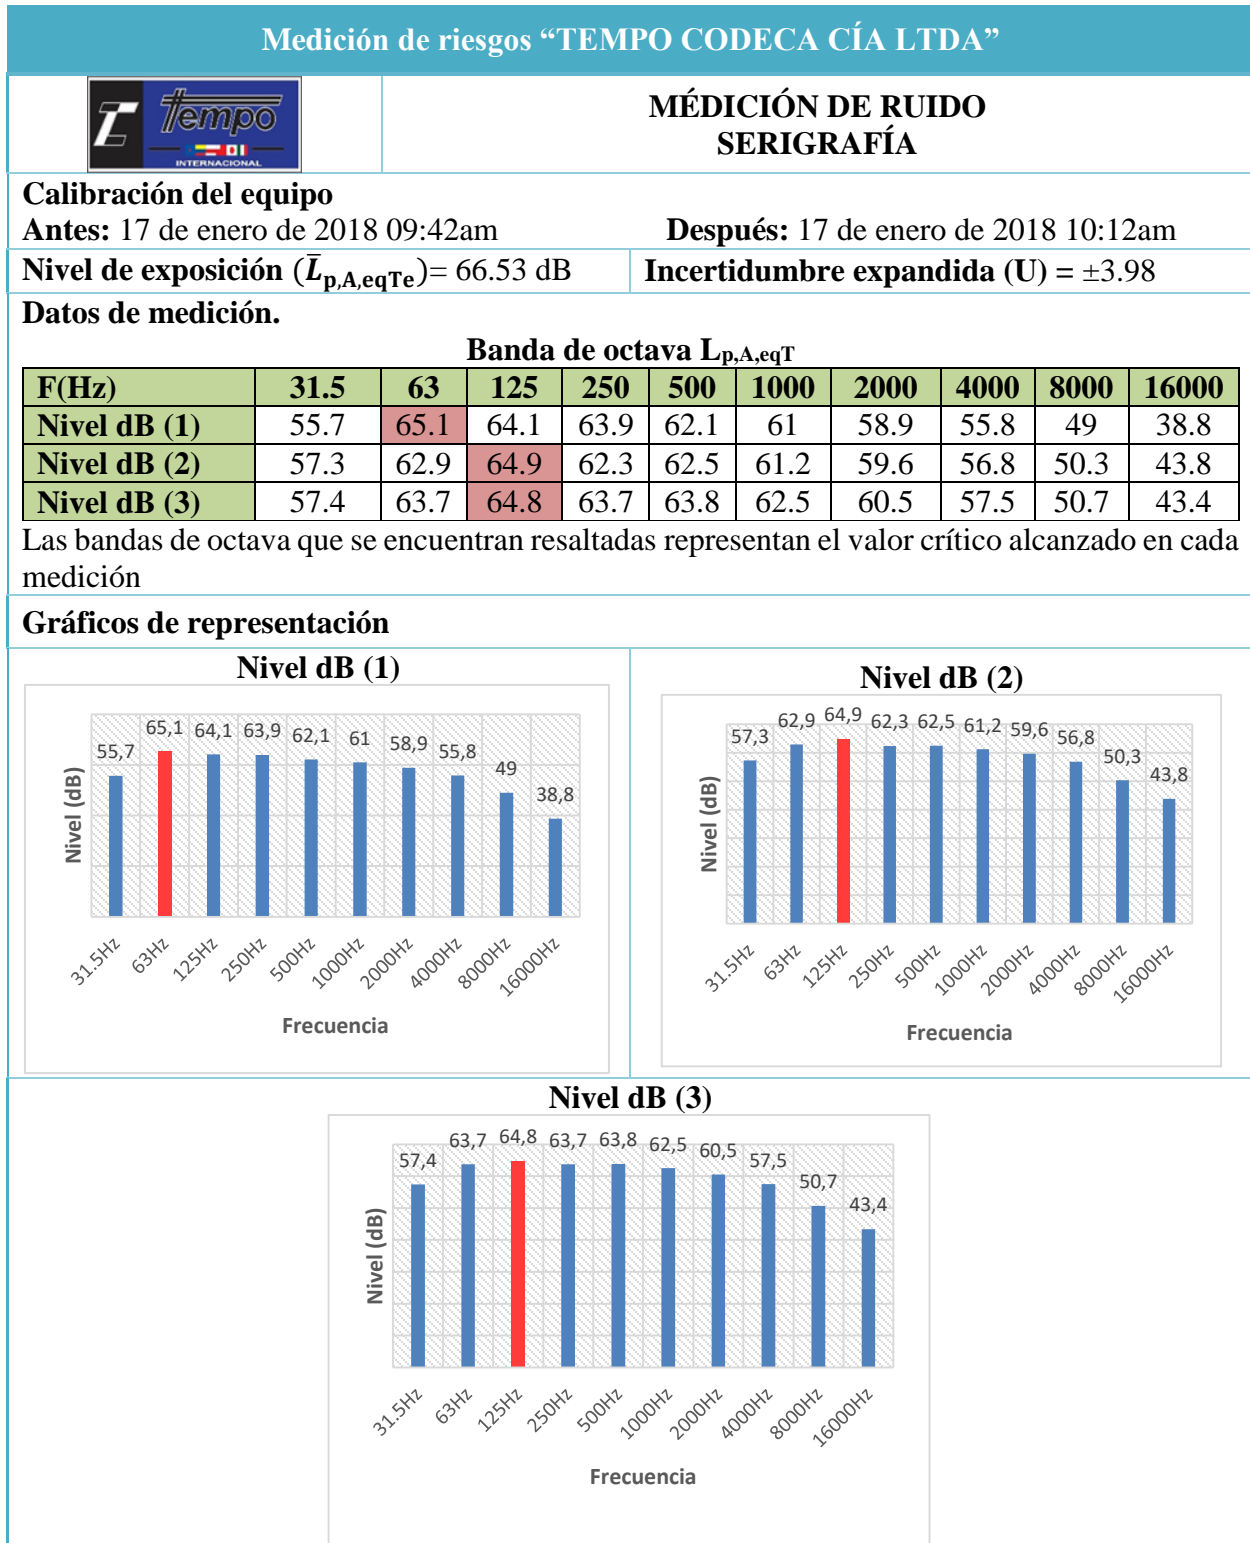 Medición de riesgos “TEMPO CODECA CÍA LTDA”
Tempo
INTERNACIONAL
MÉDICIÓN DE RUIDO
SERIGRAFÍA
Calibración del equipo
Antes: 17 de enero de 2018 09:42am Después: 17 de enero de 2018 10:12am
Nivel de exposición (L̄p,A,eqTe)= 66.53 dB Incertidumbre expandida (U) = ±3.98
Datos de medición.
Banda de octava Lp,A,eqT
F(Hz) 31.5 63 125 250 500 1000 2000 4000 8000 16000
Nivel dB (1) 55.7 65.1 64.1 63.9 62.1 61 58.9 55.8 49 38.8
Nivel dB (2) 57.3 62.9 64.9 62.3 62.5 61.2 59.6 56.8 50.3 43.8
Nivel dB (3) 57.4 63.7 64.8 63.7 63.8 62.5 60.5 57.5 50.7 43.4
Las bandas de octava que se encuentran resaltadas representan el valor crítico alcanzado en cada
medición
Gráficos de representación
Nivel dB (1)
55,7 65,1 64,1 63,9 62,1 61 58,9 55,8 49 38,8
Nivel (dB)
31.5Hz 63Hz 125Hz 250Hz 500Hz 1000Hz 2000Hz 4000Hz 8000Hz 16000Hz
Frecuencia
Nivel dB (2)
57,3 62,9 64,9 62,3 62,5 61,2 59,6 56,8 50,3 43,8
Nivel (dB)
31.5Hz 63Hz 125Hz 250Hz 500Hz 1000Hz 2000Hz 4000Hz 8000Hz 16000Hz
Frecuencia
Nivel dB (3)
57,4 63,7 64,8 63,7 63,8 62,5 60,5 57,5 50,7 43,4
Nivel (dB)
31.5Hz 63Hz 125Hz 250Hz 500Hz 1000Hz 2000Hz 4000Hz 8000Hz 16000Hz
Frecuencia